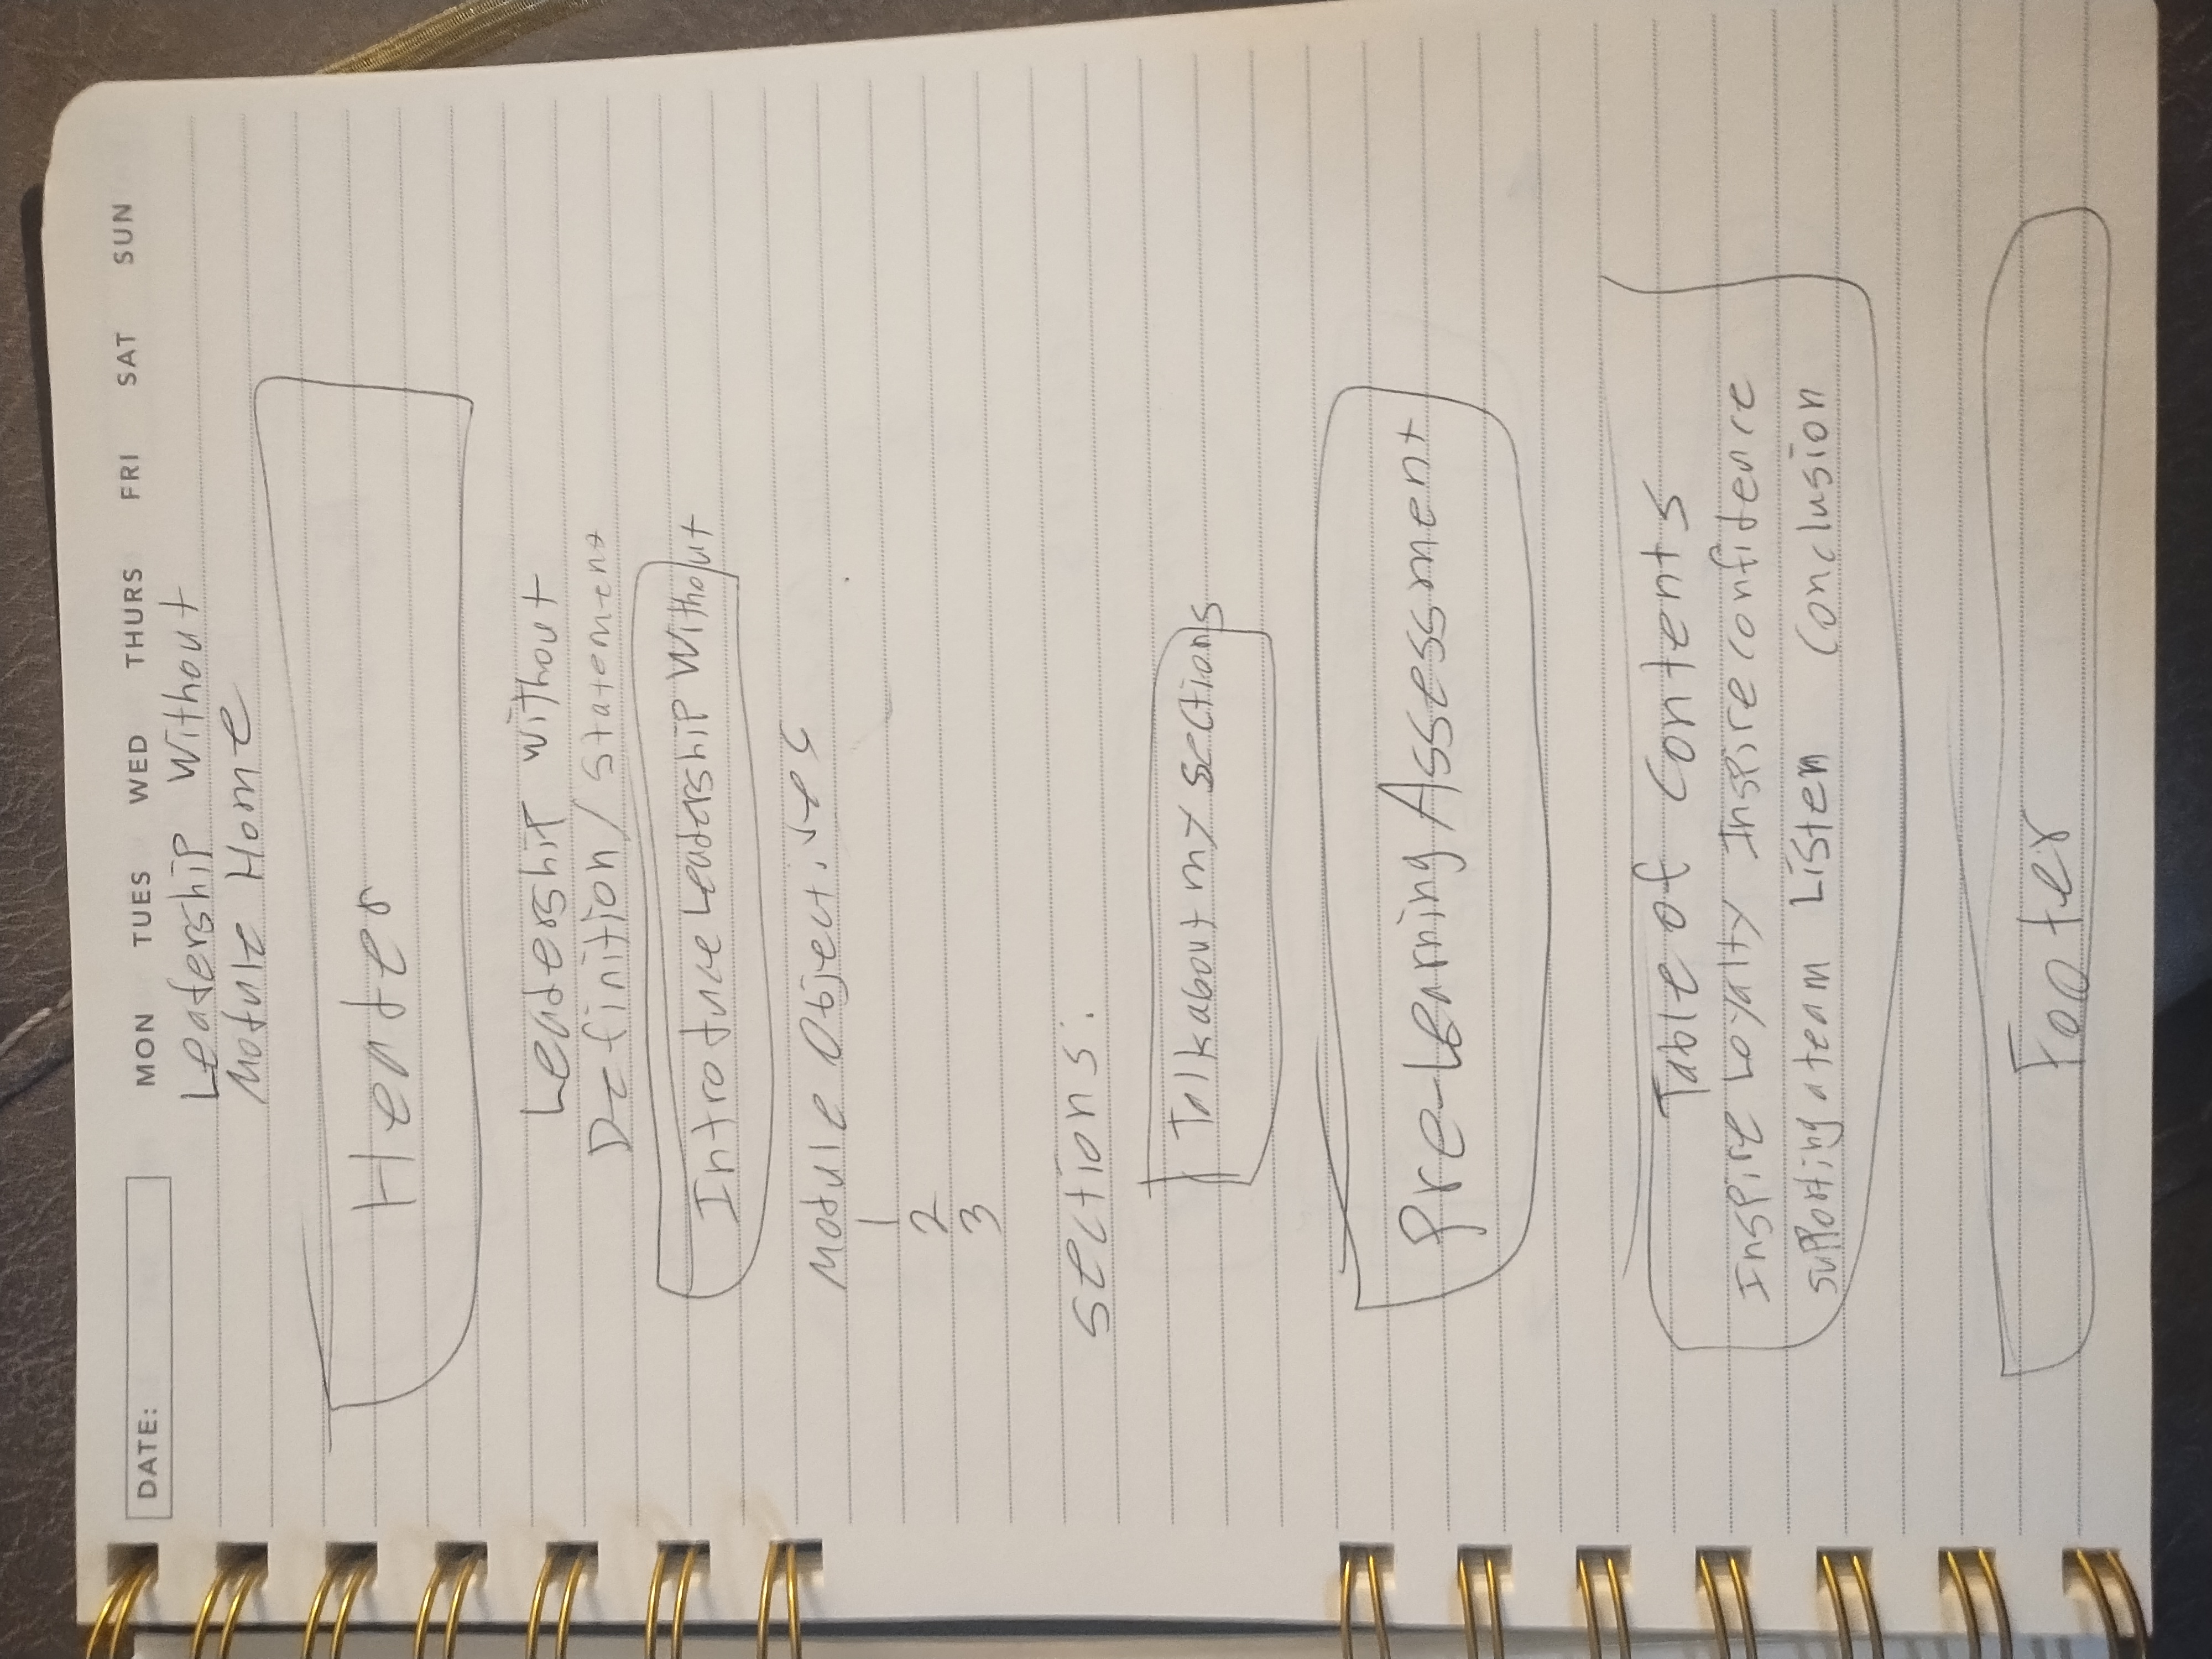 DATE: MON TUES WED THURS FRI SAT SUN
Leadership Without
Module Home
Header
Leadership without
Definition/Statement
Introduce Leadership Without
Module Objectives
1
2
3
Sections:
Talk about my sections
Pre-Learning Assessment
Table of Contents
Inspire Loyalty Inspire confidence
supporting a team Listen Conclusion
Footer